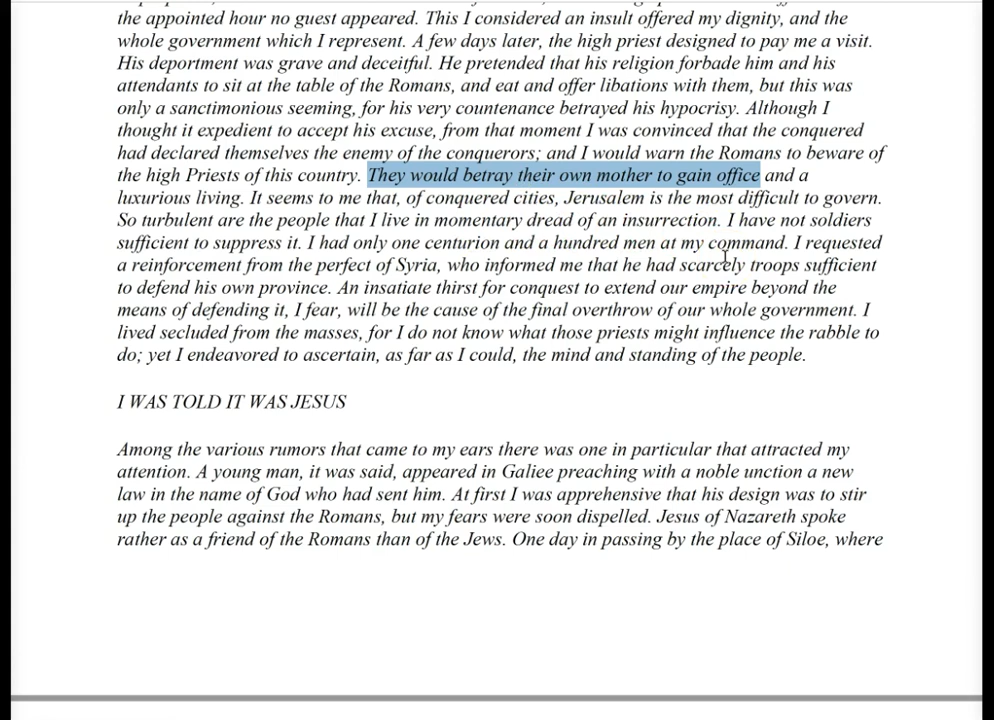 the appointed hour no guest appeared. This I considered an insult offered my dignity, and the
whole government which I represent. A few days later, the high priest designed to pay me a visit.
His deportment was grave and deceitful. He pretended that his religion forbade him and his
attendants to sit at the table of the Romans, and eat and offer libations with them, but this was
only a sanctimonious seeming, for his very countenance betrayed his hypocrisy. Although I
thought it expedient to accept his excuse, from that moment I was convinced that the conquered
had declared themselves the enemy of the conquerors; and I would warn the Romans to beware of
the high Priests of this country. They would betray their own mother to gain office and a
luxurious living. It seems to me that, of conquered cities, Jerusalem is the most difficult to govern.
So turbulent are the people that I live in momentary dread of an insurrection. I have not soldiers
sufficient to suppress it. I had only one centurion and a hundred men at my command. I requested
a reinforcement from the perfect of Syria, who informed me that he had scarcely troops sufficient
to defend his own province. An insatiate thirst for conquest to extend our empire beyond the
means of defending it, I fear, will be the cause of the final overthrow of our whole government. I
lived secluded from the masses, for I do not know what those priests might influence the rabble to
do; yet I endeavored to ascertain, as far as I could, the mind and standing of the people.
I WAS TOLD IT WAS JESUS
Among the various rumors that came to my ears there was one in particular that attracted my
attention. A young man, it was said, appeared in Galiee preaching with a noble unction a new
law in the name of God who had sent him. At first I was apprehensive that his design was to stir
up the people against the Romans, but my fears were soon dispelled. Jesus of Nazareth spoke
rather as a friend of the Romans than of the Jews. One day in passing by the place of Siloe, where